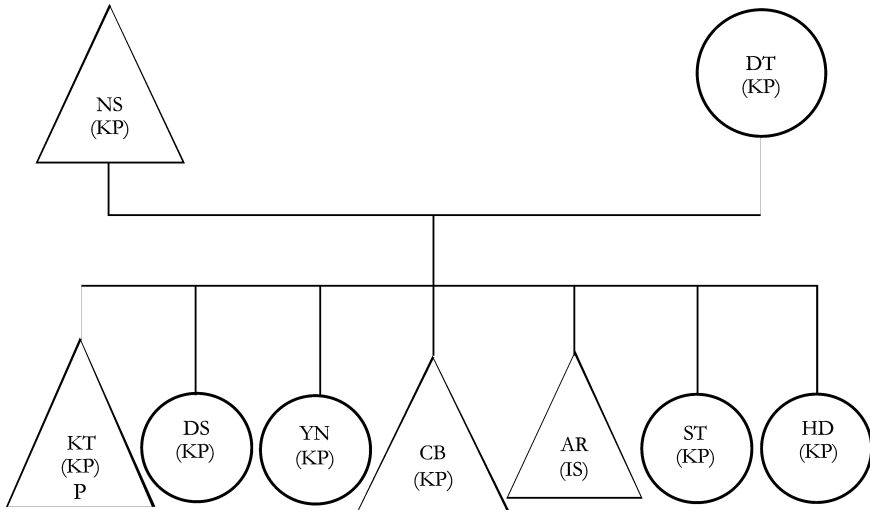 NS
(KP)
DT
(KP)
KT
(KP)
P
DS
(KP)
YN
(KP)
CB
(KP)
AR
(IS)
ST
(KP)
HD
(KP)